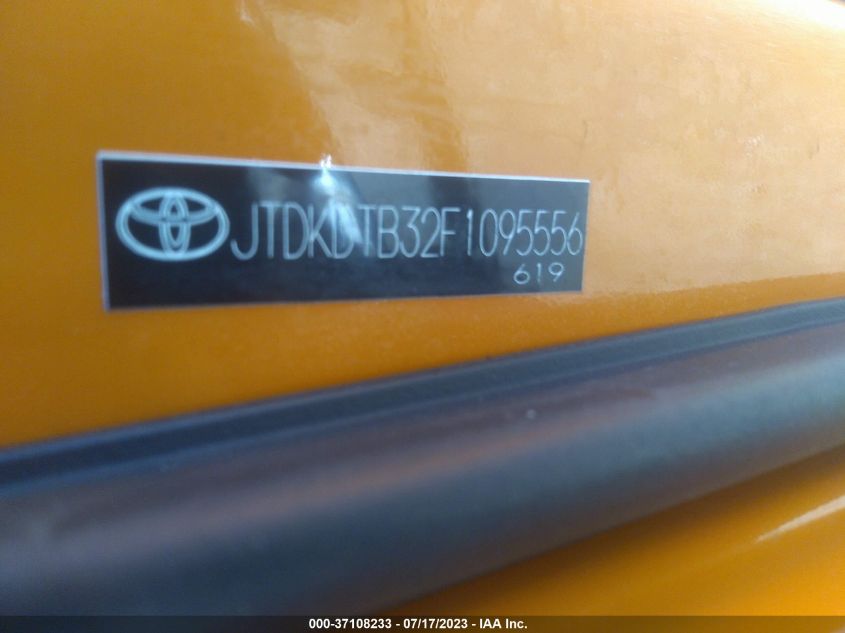 JTDKDTB32F1095556
619
000-37108233 - 07/17/2023 - IAA Inc.